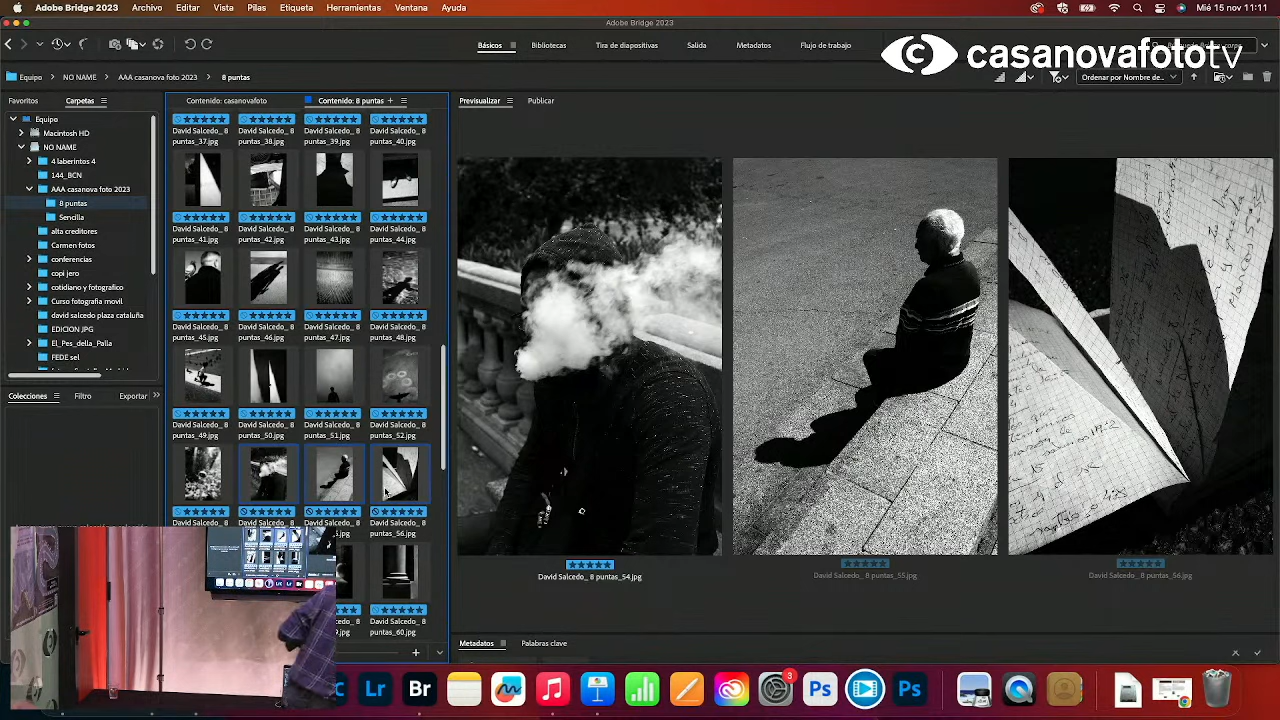 Adobe Bridge 2023 Archivo Editar Vista Pilas Etiqueta Herramientas Ventana Ayuda Mié 15 nov 11:11
Adobe Bridge 2023
Básicos Bibliotecas Tira de diapositivas Salida Metadatos Flujo de trabajo
casanovafototv
Equipo NO NAME AAA casanova foto 2023 8 puntas
Ordenar por Nombre de...
Favoritos Carpetas
Equipo
Macintosh HD
NO NAME
4 laberintos 4
144_BCN
AAA casanova foto 2023
8 puntas
Sencilla
alta creditores
Carmen fotos
conferencias
copi jero
cotidiano y fotografico
Curso fotografia movil
david salcedo plaza cataluña
EDICION JPG
El_Pes_della_Palla
FEDE sel
Colecciones Filtro Exportar
Contenido: casanovafoto Contenido: 8 puntas
David Salcedo_ 8 puntas_37.jpg
David Salcedo_ 8 puntas_38.jpg
David Salcedo_ 8 puntas_39.jpg
David Salcedo_ 8 puntas_40.jpg
David Salcedo_ 8 puntas_41.jpg
David Salcedo_ 8 puntas_42.jpg
David Salcedo_ 8 puntas_43.jpg
David Salcedo_ 8 puntas_44.jpg
David Salcedo_ 8 puntas_45.jpg
David Salcedo_ 8 puntas_46.jpg
David Salcedo_ 8 puntas_47.jpg
David Salcedo_ 8 puntas_48.jpg
David Salcedo_ 8 puntas_49.jpg
David Salcedo_ 8 puntas_50.jpg
David Salcedo_ 8 puntas_51.jpg
David Salcedo_ 8 puntas_52.jpg
David Salcedo_ 8
David Salcedo_ 8
David Salcedo_ 8
David Salcedo_ 8 puntas_56.jpg
David Salcedo_ 8 puntas_60.jpg
Previsualizar Publicar
David Salcedo_ 8 puntas_54.jpg
David Salcedo_ 8 puntas_55.jpg
David Salcedo_ 8 puntas_56.jpg
Metadatos Palabras clave
C Lr Br 3 Ps Ps